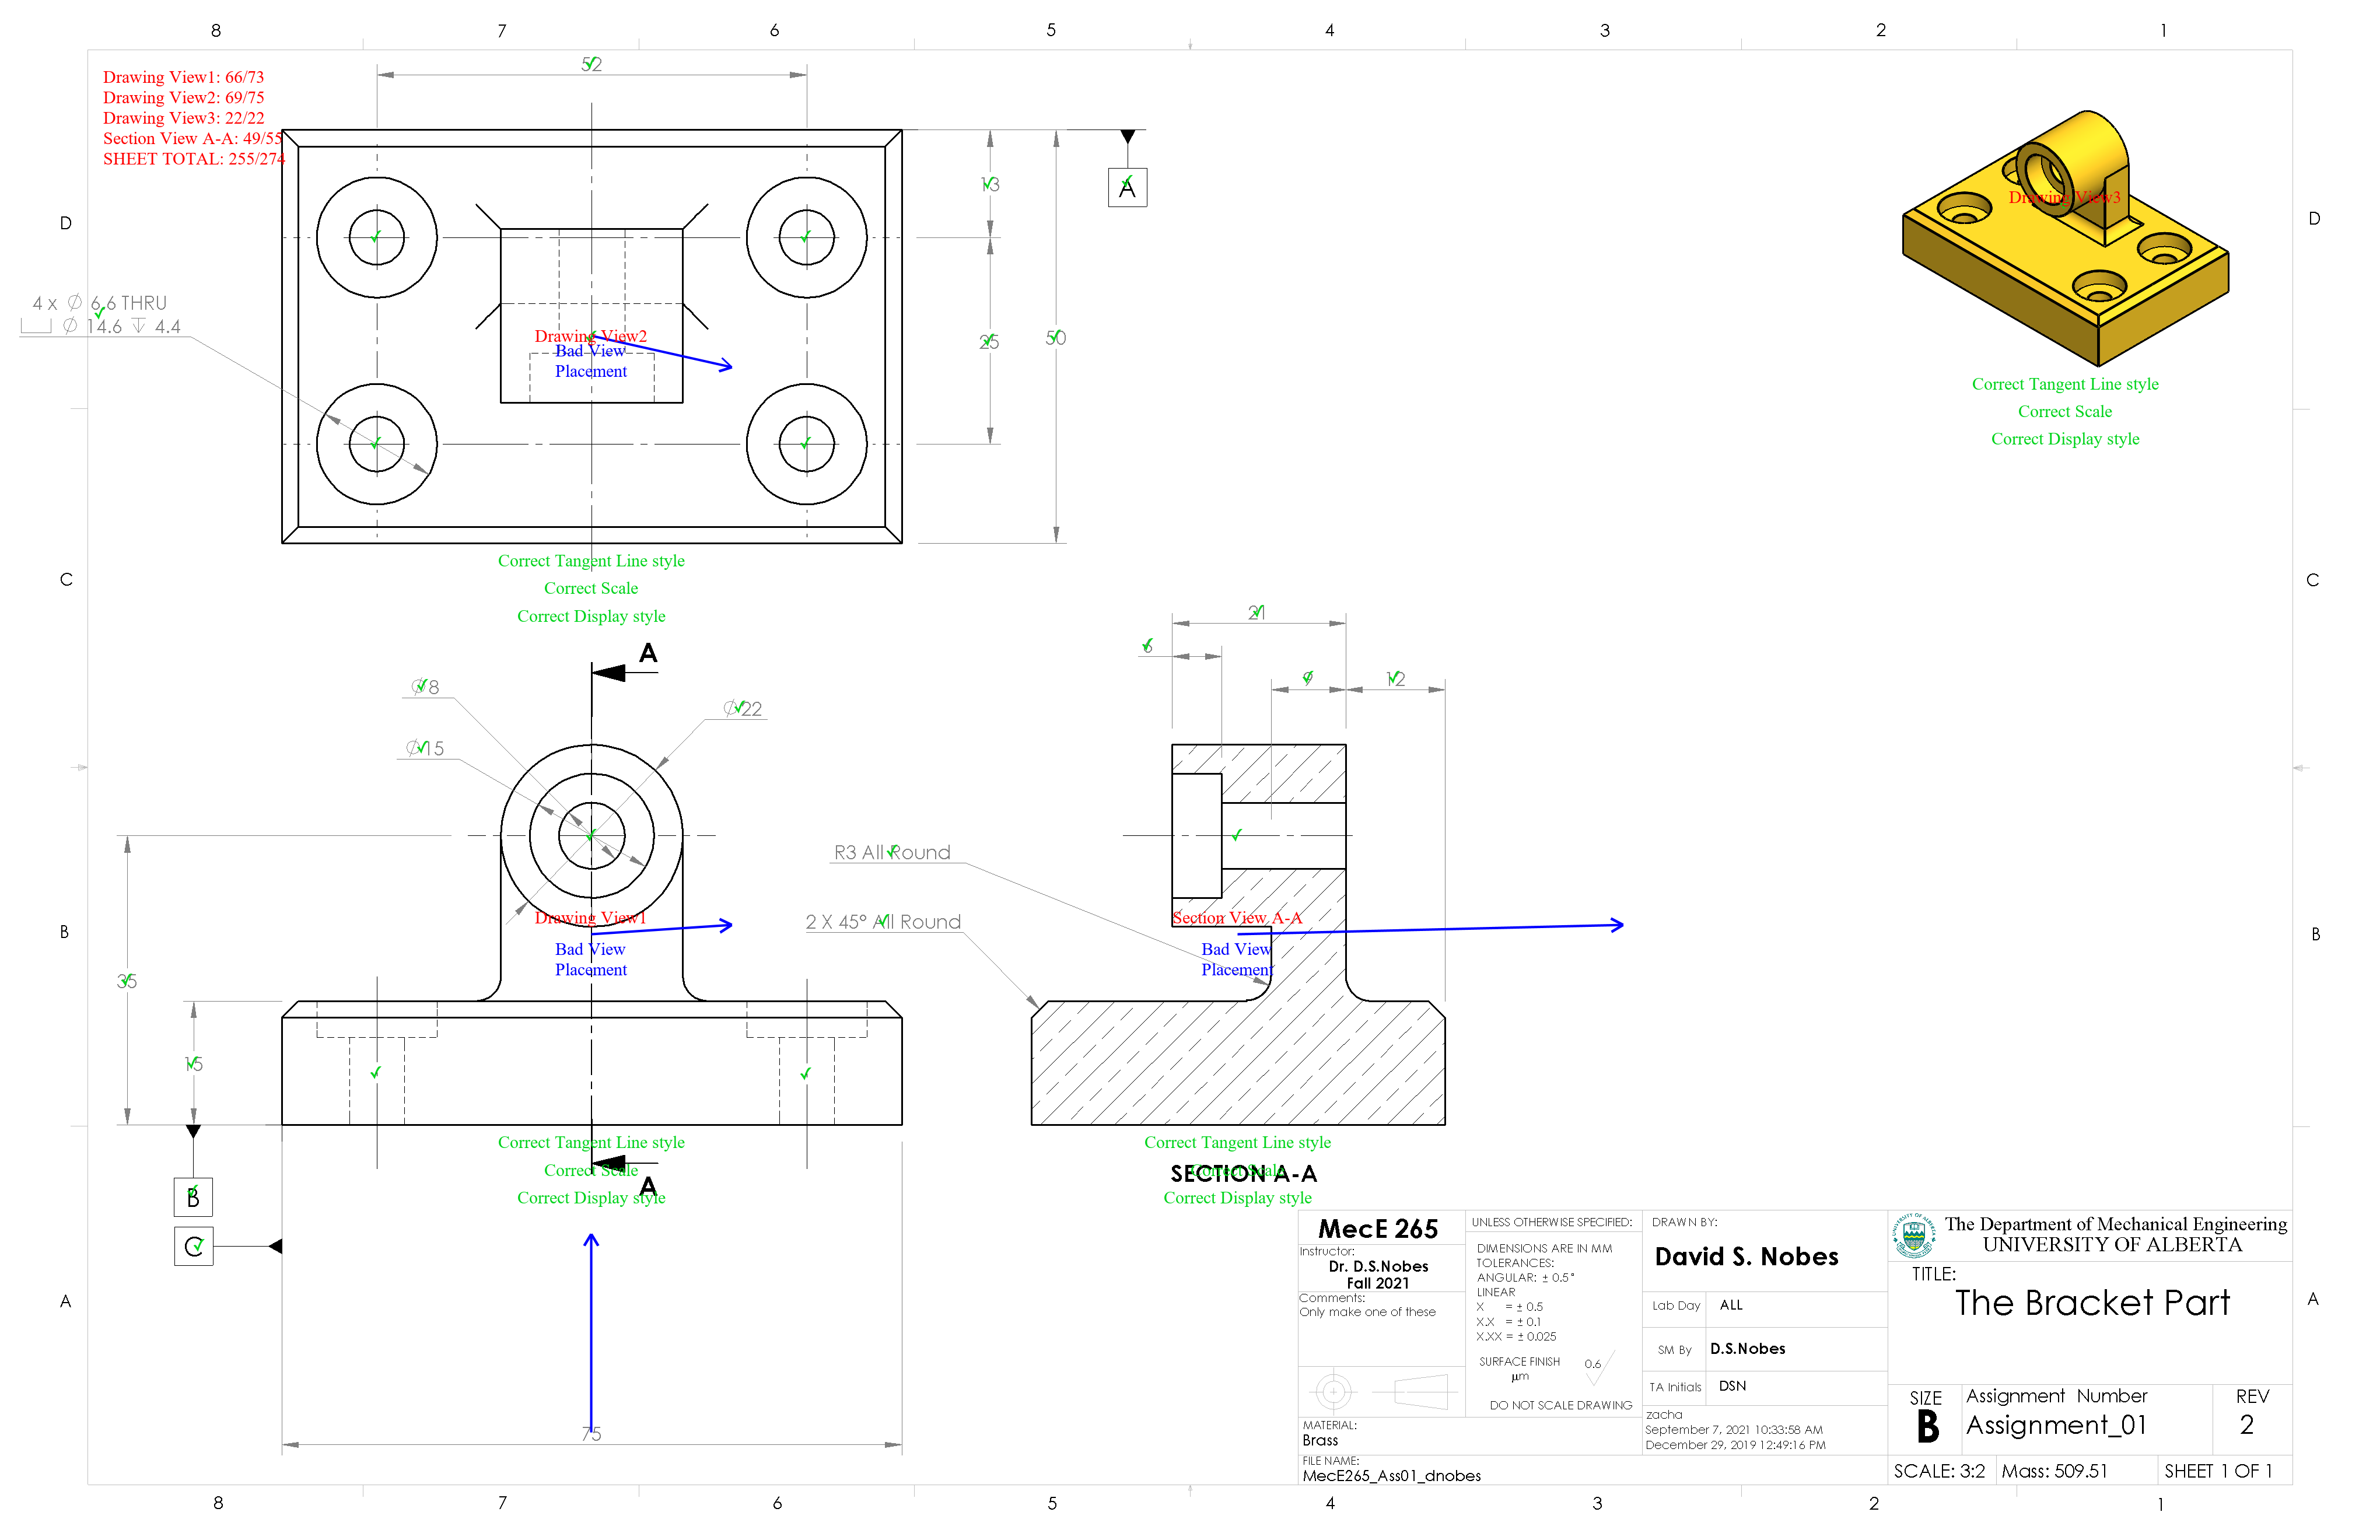 8 7 6 5 4 3 2 1
Drawing View1: 66/73
Drawing View2: 69/75
Drawing View3: 22/22
Section View A-A: 49/55
SHEET TOTAL: 255/274
52
13
A
D
D
Drawing View3
4 x Ø 6.6 THRU
⌴ Ø 14.6 ↧ 4.4
25
50
Drawing View2
Bad View
Placement
Correct Tangent Line style
Correct Scale
Correct Display style
Correct Tangent Line style
Correct Scale
Correct Display style
C
C
21
6
9
12
A
Ø8
Ø22
Ø15
R3 All Round
2 X 45° All Round
Drawing View1
Bad View
Placement
Section View A-A
Bad View
Placement
B
B
35
15
Correct Tangent Line style
Correct Scale
Correct Display style
A
Correct Tangent Line style
Correct Scale
SECTION A-A
Correct Display style
B
C
A
A
75
MecE 265
Instructor:
Dr. D.S.Nobes
Fall 2021
Comments:
Only make one of these
UNLESS OTHERWISE SPECIFIED:
DIMENSIONS ARE IN MM
TOLERANCES:
ANGULAR: ± 0.5°
LINEAR
X = ± 0.5
X.X = ± 0.1
X.XX = ± 0.025
SURFACE FINISH 0.6
µm
DO NOT SCALE DRAWING
MATERIAL:
Brass
FILE NAME:
MecE265_Ass01_dnobes
DRAWN BY:
David S. Nobes
Lab Day ALL
SM By D.S.Nobes
TA Initials DSN
zacha
September 7, 2021 10:33:58 AM
December 29, 2019 12:49:16 PM
The Department of Mechanical Engineering
UNIVERSITY OF ALBERTA
TITLE:
The Bracket Part
SIZE
B
Assignment Number
Assignment_01
REV
2
SCALE: 3:2 Mass: 509.51 SHEET 1 OF 1
8 7 6 5 4 3 2 1